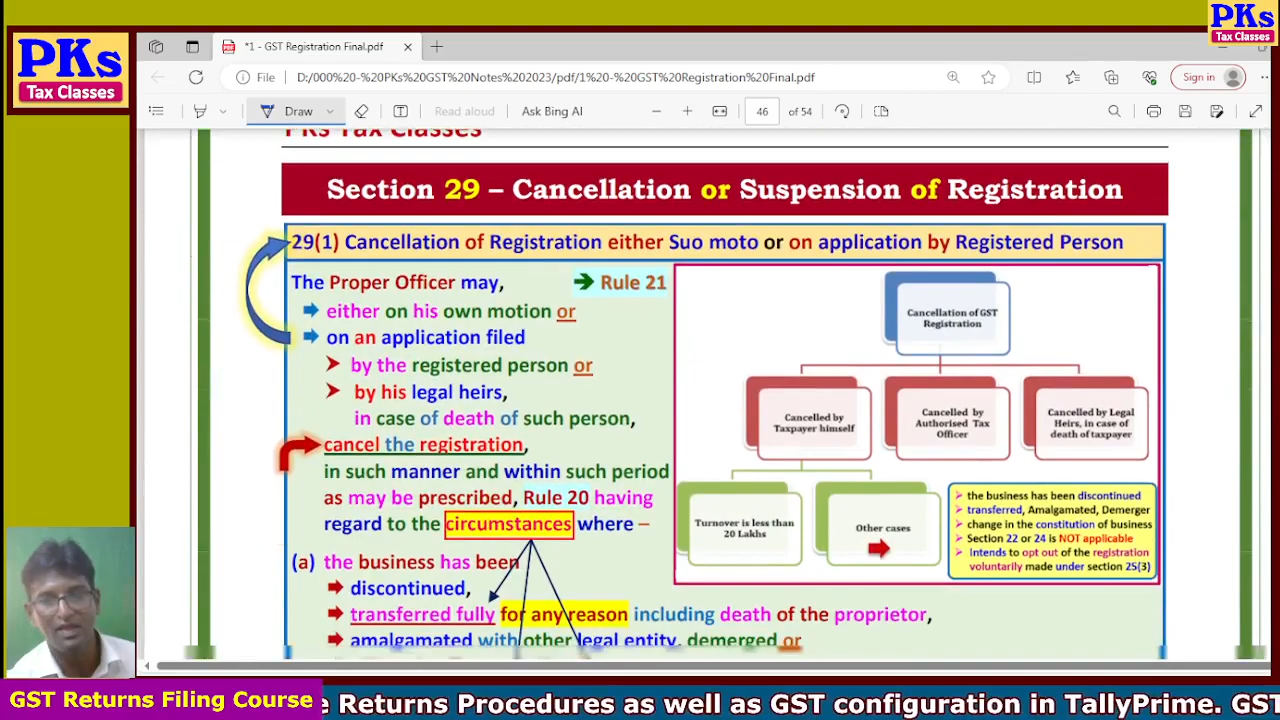 PKs
Tax Classes
PKs
Tax Classes
*1 - GST Registration Final.pdf
File
D:/000%20-%20PKs%20GST%20Notes%202023/pdf/1%20-%20GST%20Registration%20Final.pdf
Sign in
Draw
Read aloud
Ask Bing AI
46 of 54
PKs Tax Classes
Section 29 – Cancellation or Suspension of Registration
29(1) Cancellation of Registration either Suo moto or on application by Registered Person
The Proper Officer may, Rule 21
either on his own motion or
on an application filed
by the registered person or
by his legal heirs,
in case of death of such person,
cancel the registration,
in such manner and within such period
as may be prescribed, Rule 20 having
regard to the circumstances where –
(a) the business has been
discontinued,
transferred fully for any reason including death of the proprietor,
amalgamated with other legal entity, demerged or
Cancellation of GST
Registration
Cancelled by
Taxpayer himself
Cancelled by
Authorised Tax
Officer
Cancelled by Legal
Heirs, in case of
death of taxpayer
Turnover is less than
20 Lakhs
Other cases
the business has been discontinued
transferred, Amalgamated, Demerger
change in the constitution of business
Section 22 or 24 is NOT applicable
Intends to opt out of the registration
voluntarily made under section 25(3)
GST Returns Filing Course
e Returns Procedures as well as GST configuration in TallyPrime. GST